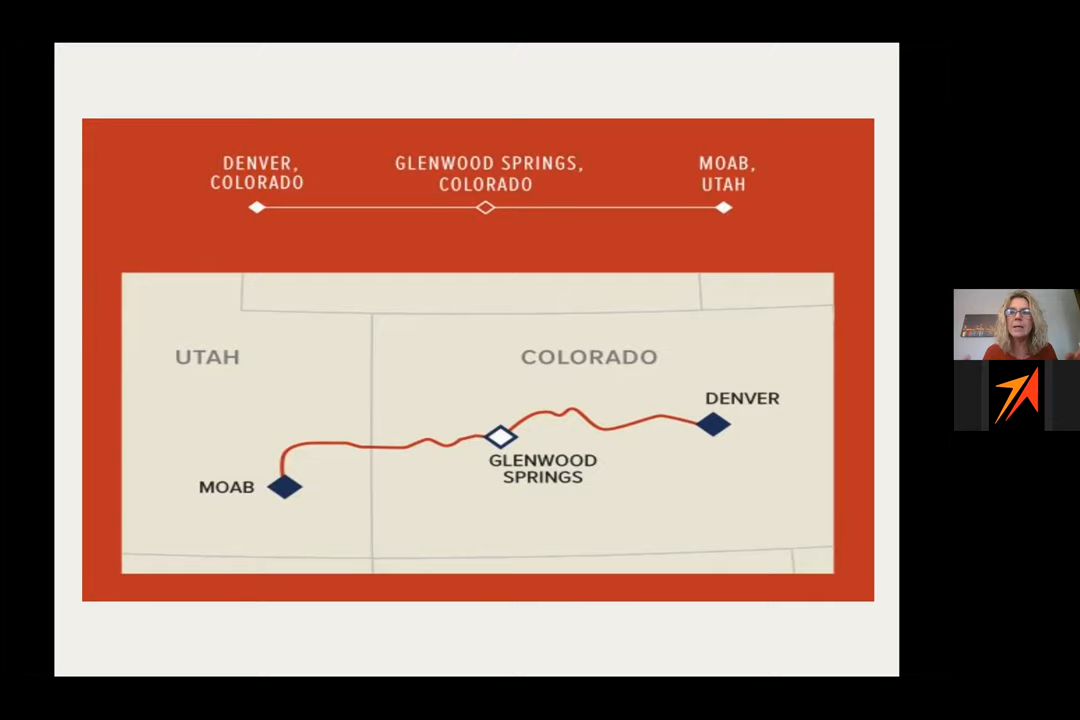 DENVER,
COLORADO
GLENWOOD SPRINGS,
COLORADO
MOAB,
UTAH
UTAH
COLORADO
DENVER
GLENWOOD
SPRINGS
MOAB